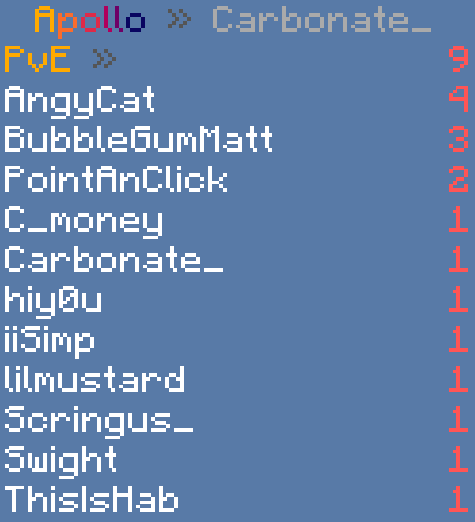 Apollo » Carbonate_
PvE » 9
AngyCat 4
BubbleGumMatt 3
PointAnClick 2
C_money 1
Carbonate_ 1
hiy0u 1
iiSimp 1
lilmustard 1
Scringus_ 1
Swight 1
ThisIsHab 1